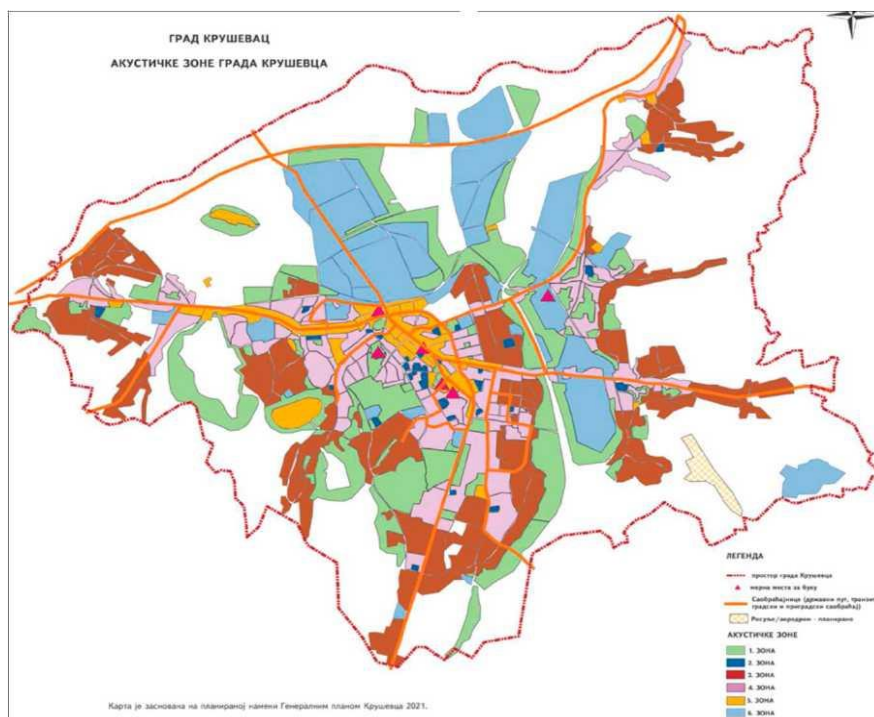 ГРАД КРУШЕВАЦ
АКУСТИЧКЕ ЗОНЕ ГРАДА КРУШЕВЦА
ЛЕГЕНДА
простор града Крушевца
мерна места за буку
Саобраћајнице (државни пут, транзит
градски и приградски саобраћај)
Росуље/аеродром - планирано
АКУСТИЧКЕ ЗОНЕ
1. ЗОНА
2. ЗОНА
3. ЗОНА
4. ЗОНА
5. ЗОНА
6. ЗОНА
Карта је заснована на планираној намени Генералним планом Крушевца 2021.